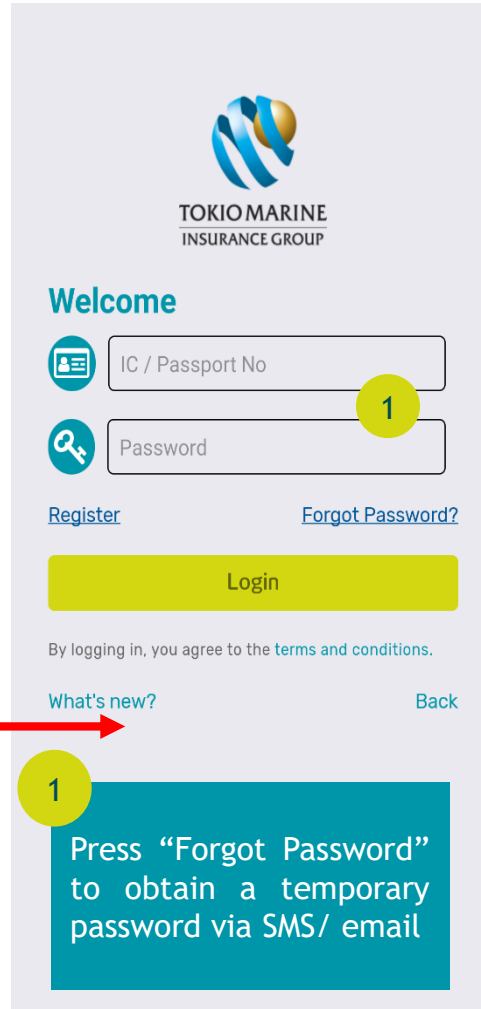 TOKIO MARINE
INSURANCE GROUP
Welcome
IC / Passport No
1
Password
Register Forgot Password?
Login
By logging in, you agree to the terms and conditions.
What's new? Back
1
Press “Forgot Password”
to obtain a temporary
password via SMS/ email